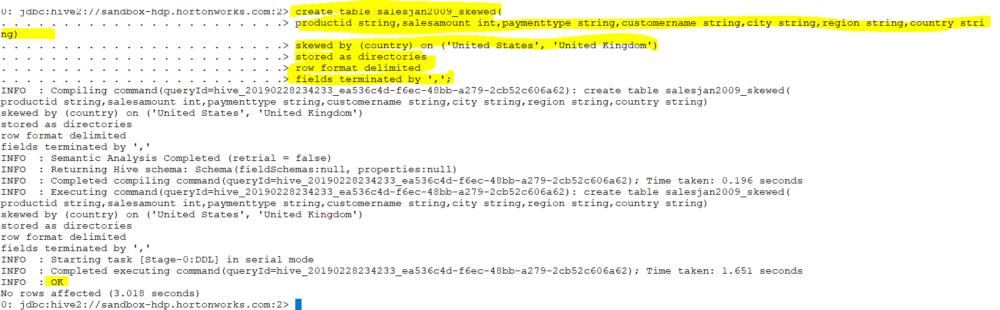 0: jdbc:hive2://sandbox-hdp.hortonworks.com:2> create table salesjan2009_skewed(
. . . . . . . . . . . . . . . . . . . . . . .> productid string,salesamount int,paymenttype string,customername string,city string,region string,country stri
ng)
. . . . . . . . . . . . . . . . . . . . . . .> skewed by (country) on ('United States', 'United Kingdom')
. . . . . . . . . . . . . . . . . . . . . . .> stored as directories
. . . . . . . . . . . . . . . . . . . . . . .> row format delimited
. . . . . . . . . . . . . . . . . . . . . . .> fields terminated by ',';
INFO  : Compiling command(queryId=hive_20190228234233_ea536c4d-f6ec-48bb-a279-2cb52c606a62): create table salesjan2009_skewed(
productid string,salesamount int,paymenttype string,customername string,city string,region string,country string)
skewed by (country) on ('United States', 'United Kingdom')
stored as directories
row format delimited
fields terminated by ','
INFO  : Semantic Analysis Completed (retrial = false)
INFO  : Returning Hive schema: Schema(fieldSchemas:null, properties:null)
INFO  : Completed compiling command(queryId=hive_20190228234233_ea536c4d-f6ec-48bb-a279-2cb52c606a62); Time taken: 0.196 seconds
INFO  : Executing command(queryId=hive_20190228234233_ea536c4d-f6ec-48bb-a279-2cb52c606a62): create table salesjan2009_skewed(
productid string,salesamount int,paymenttype string,customername string,city string,region string,country string)
skewed by (country) on ('United States', 'United Kingdom')
stored as directories
row format delimited
fields terminated by ','
INFO  : Starting task [Stage-0:DDL] in serial mode
INFO  : Completed executing command(queryId=hive_20190228234233_ea536c4d-f6ec-48bb-a279-2cb52c606a62); Time taken: 1.651 seconds
INFO  : OK
No rows affected (3.018 seconds)
0: jdbc:hive2://sandbox-hdp.hortonworks.com:2>